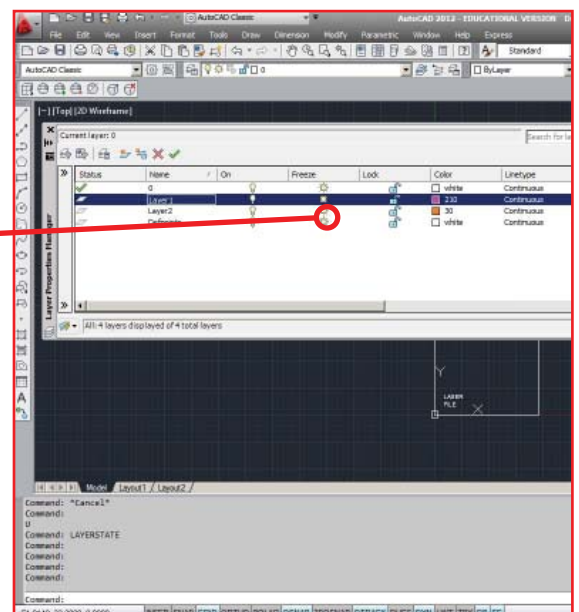 AutoCAD Classic AutoCAD 2012 - EDUCATIONAL VERSION
File Edit View Insert Format Tools Draw Dimension Modify Parametric Window Help Express
Standard
AutoCAD Classic 0 ByLayer
[-] [Top] [2D Wireframe]
Current layer: 0
Search for la
Status Name On Freeze Lock Color Linetype
0 white Continuous
Layer1 210 Continuous
Layer2 30 Continuous
Defpoints white Continuous
Layer Properties Manager
All: 4 layers displayed of 4 total layers
Y
LASER
FILE
X
Model Layout1 Layout2
Command: *Cancel*
Command:
U
Command: LAYERSTATE
Command:
Command:
Command:
Command:
Command: